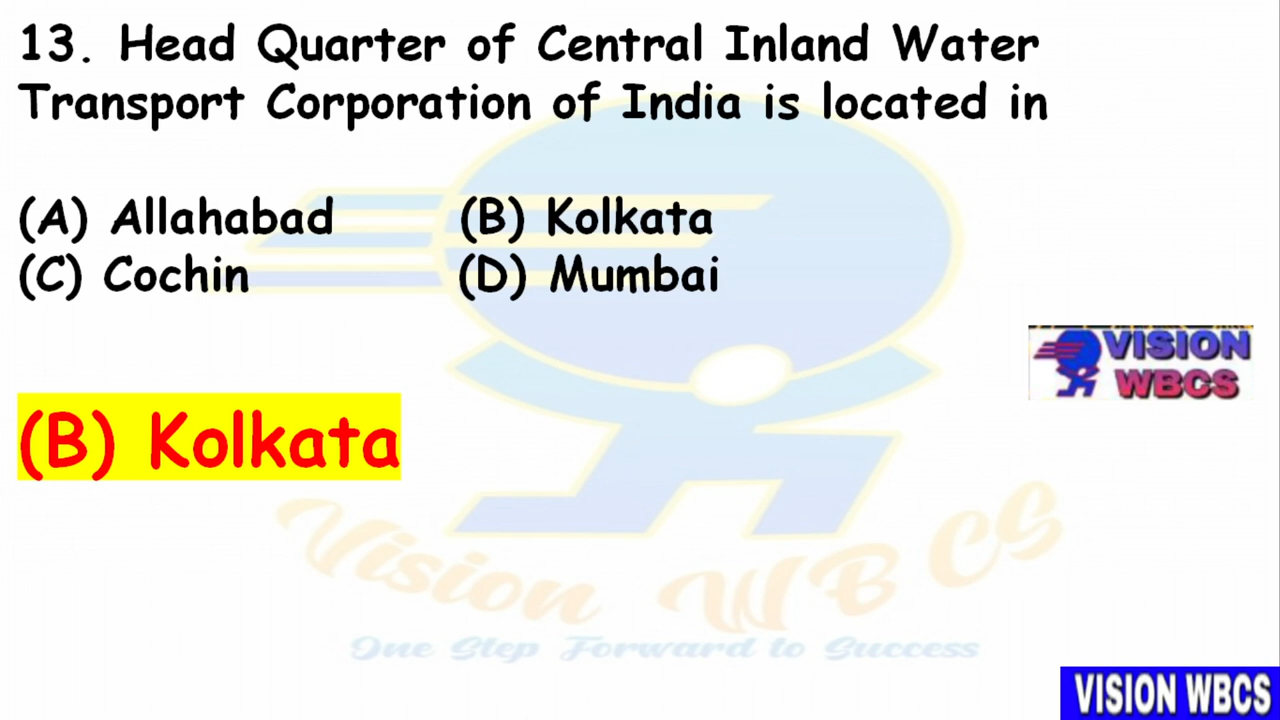 13. Head Quarter of Central Inland Water
Transport Corporation of India is located in
(A) Allahabad (B) Kolkata
(C) Cochin (D) Mumbai
VISION
WBCS
(B) Kolkata
Vision WBCS
One Step Forward to Success
VISION WBCS